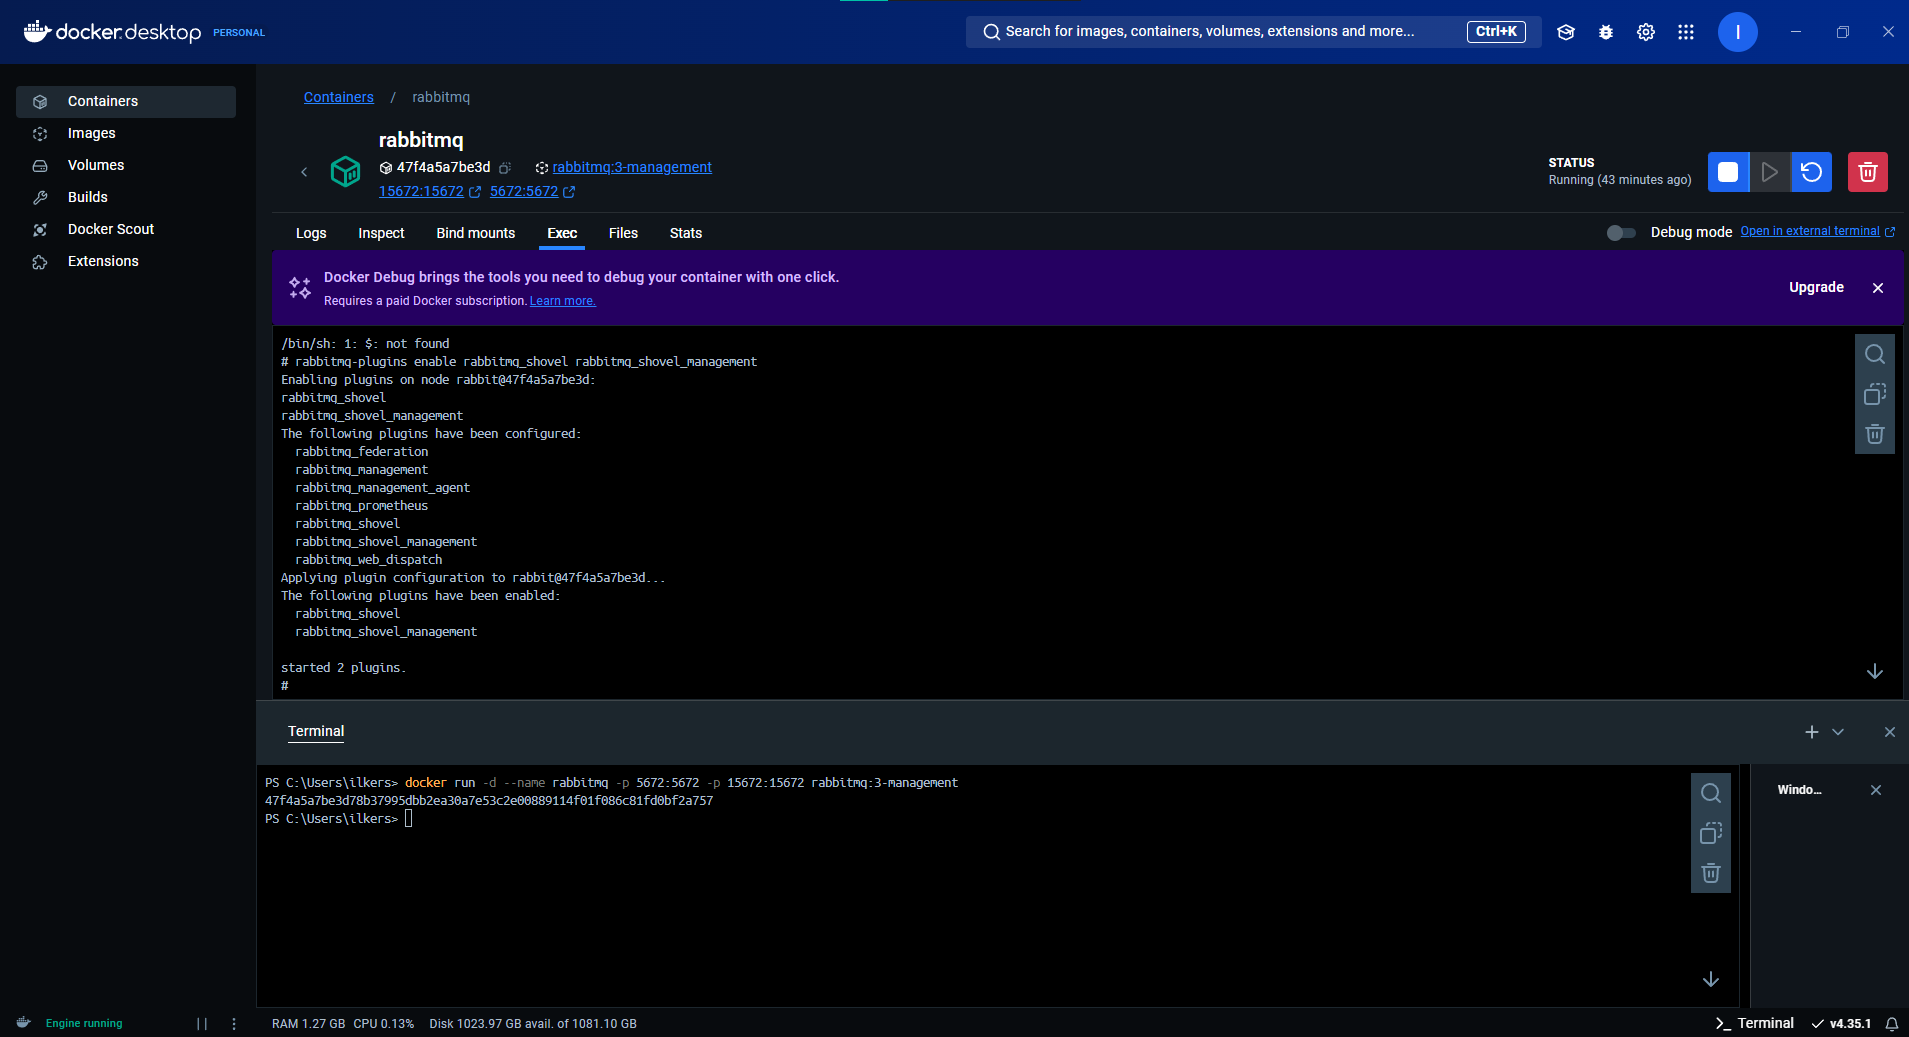 docker desktop PERSONAL
Search for images, containers, volumes, extensions and more... Ctrl+K
I
Containers
Images
Volumes
Builds
Docker Scout
Extensions
Containers / rabbitmq
rabbitmq
47f4a5a7be3d rabbitmq:3-management
15672:15672 5672:5672
STATUS
Running (43 minutes ago)
Logs Inspect Bind mounts Exec Files Stats
Debug mode Open in external terminal
Docker Debug brings the tools you need to debug your container with one click.
Requires a paid Docker subscription. Learn more.
Upgrade
/bin/sh: 1: $: not found
# rabbitmq-plugins enable rabbitmq_shovel rabbitmq_shovel_management
Enabling plugins on node rabbit@47f4a5a7be3d:
rabbitmq_shovel
rabbitmq_shovel_management
The following plugins have been configured:
  rabbitmq_federation
  rabbitmq_management
  rabbitmq_management_agent
  rabbitmq_prometheus
  rabbitmq_shovel
  rabbitmq_shovel_management
  rabbitmq_web_dispatch
Applying plugin configuration to rabbit@47f4a5a7be3d...
The following plugins have been enabled:
  rabbitmq_shovel
  rabbitmq_shovel_management
started 2 plugins.
#
Terminal
PS C:\Users\ilkers> docker run -d --name rabbitmq -p 5672:5672 -p 15672:15672 rabbitmq:3-management
47f4a5a7be3d78b37995dbb2ea30a7e53c2e00889114f01f086c81fd0bf2a757
PS C:\Users\ilkers>
Windo...
Engine running
RAM 1.27 GB CPU 0.13% Disk 1023.97 GB avail. of 1081.10 GB
Terminal
v4.35.1